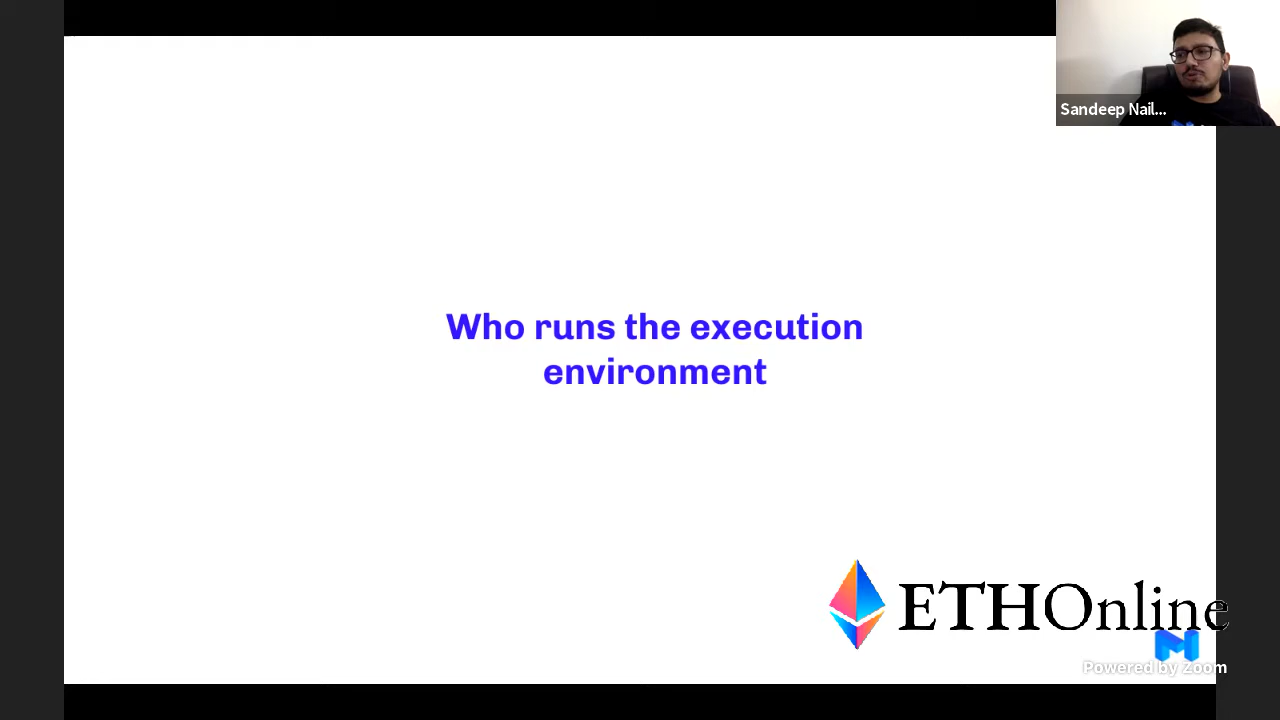 Sandeep Nail...
Who runs the execution
environment
ETHOnline
Powered by Zoom